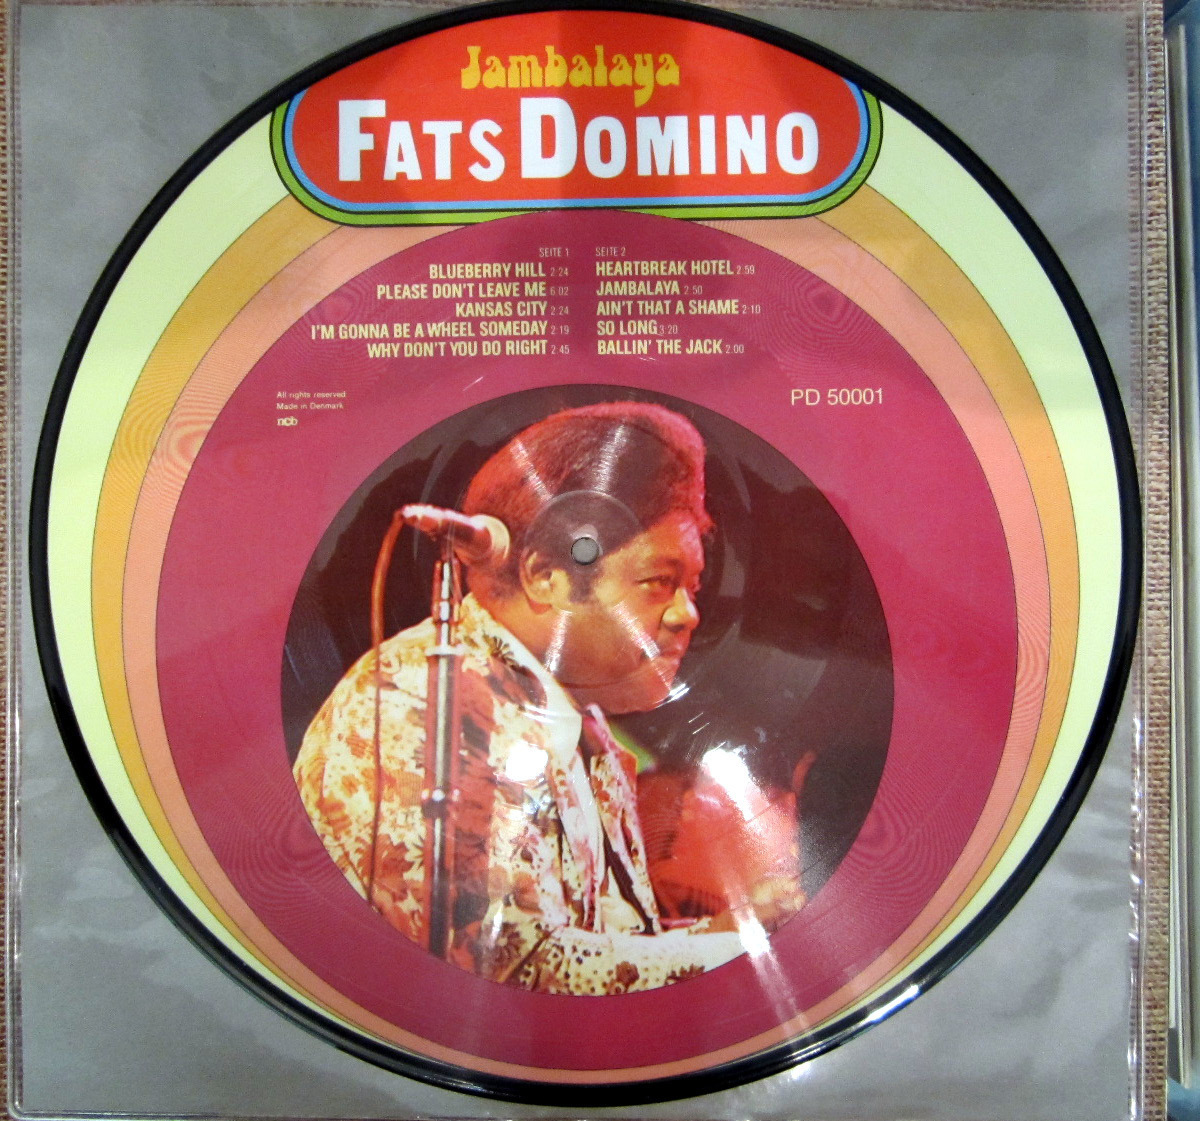 Jambalaya
FATS DOMINO
SEITE 1
BLUEBERRY HILL 2:24
PLEASE DON'T LEAVE ME 6:02
KANSAS CITY 2:24
I'M GONNA BE A WHEEL SOMEDAY 2:19
WHY DON'T YOU DO RIGHT 2:45
SEITE 2
HEARTBREAK HOTEL 2:59
JAMBALAYA 2:50
AIN'T THAT A SHAME 2:10
SO LONG 3:20
BALLIN' THE JACK 2:00
All rights reserved
Made in Denmark
ncb
PD 50001